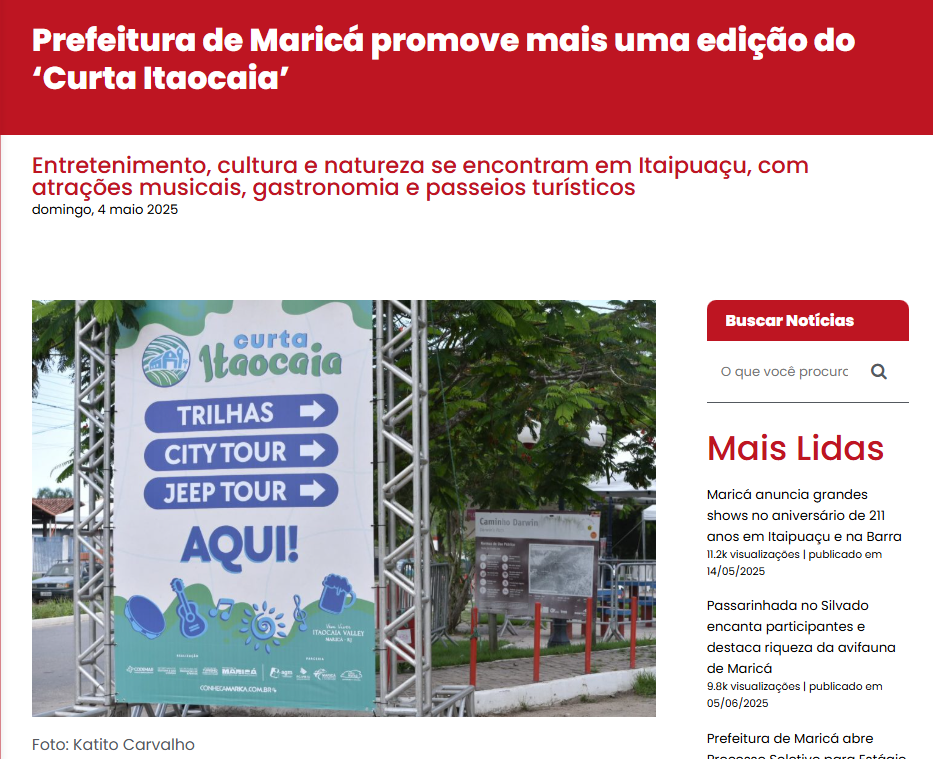 Prefeitura de Maricá promove mais uma edição do
‘Curta Itaocaia’
Entretenimento, cultura e natureza se encontram em Itaipuaçu, com
atrações musicais, gastronomia e passeios turísticos
domingo, 4 maio 2025
curta
Itaocaia
TRILHAS
CITY TOUR
JEEP TOUR
AQUI!
ITAOCAIA VALLEY
MARICÁ - RJ
REALIZAÇÃO
PARCERIA
MARICÁ
CONHECAMARICA.COM.BR
Caminho Darwin
Foto: Katito Carvalho
Buscar Notícias
O que você procurc
Mais Lidas
Maricá anuncia grandes
shows no aniversário de 211
anos em Itaipuaçu e na Barra
11.2k visualizações | publicado em
14/05/2025
Passarinhada no Silvado
encanta participantes e
destaca riqueza da avifauna
de Maricá
9.8k visualizações | publicado em
05/06/2025
Prefeitura de Maricá abre
Processo Seletivo para Estágio